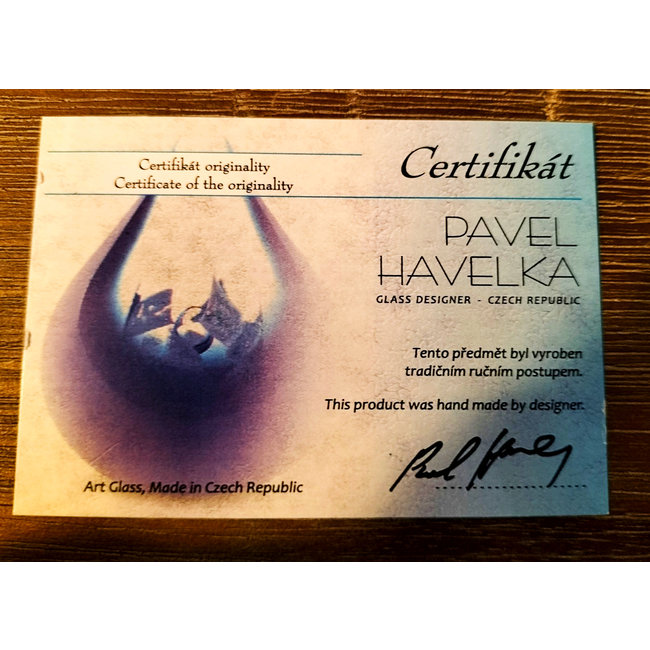 Certifikát originality
Certificate of the originality
Certifikát
PAVEL
HAVELKA
GLASS DESIGNER - CZECH REPUBLIC
Tento předmět byl vyroben
tradičním ručním postupem.
This product was hand made by designer.
Art Glass, Made in Czech Republic